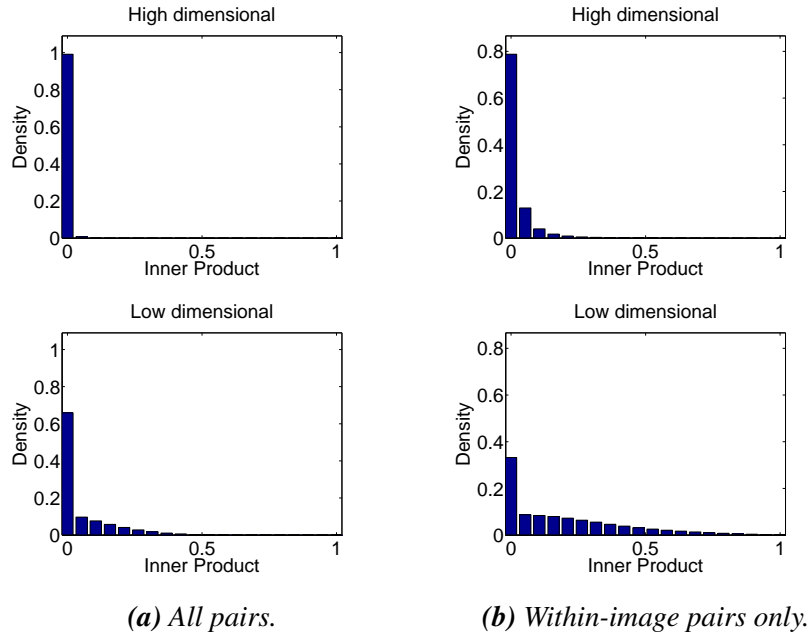 High dimensional
1
0.8
0.6
0.4
0.2
0
Density
0 0.5 1
Inner Product
High dimensional
0.8
0.6
0.4
0.2
0
Density
0 0.5 1
Inner Product
Low dimensional
1
0.8
0.6
0.4
0.2
0
Density
0 0.5 1
Inner Product
Low dimensional
0.8
0.6
0.4
0.2
0
Density
0 0.5 1
Inner Product
(a) All pairs.
(b) Within-image pairs only.